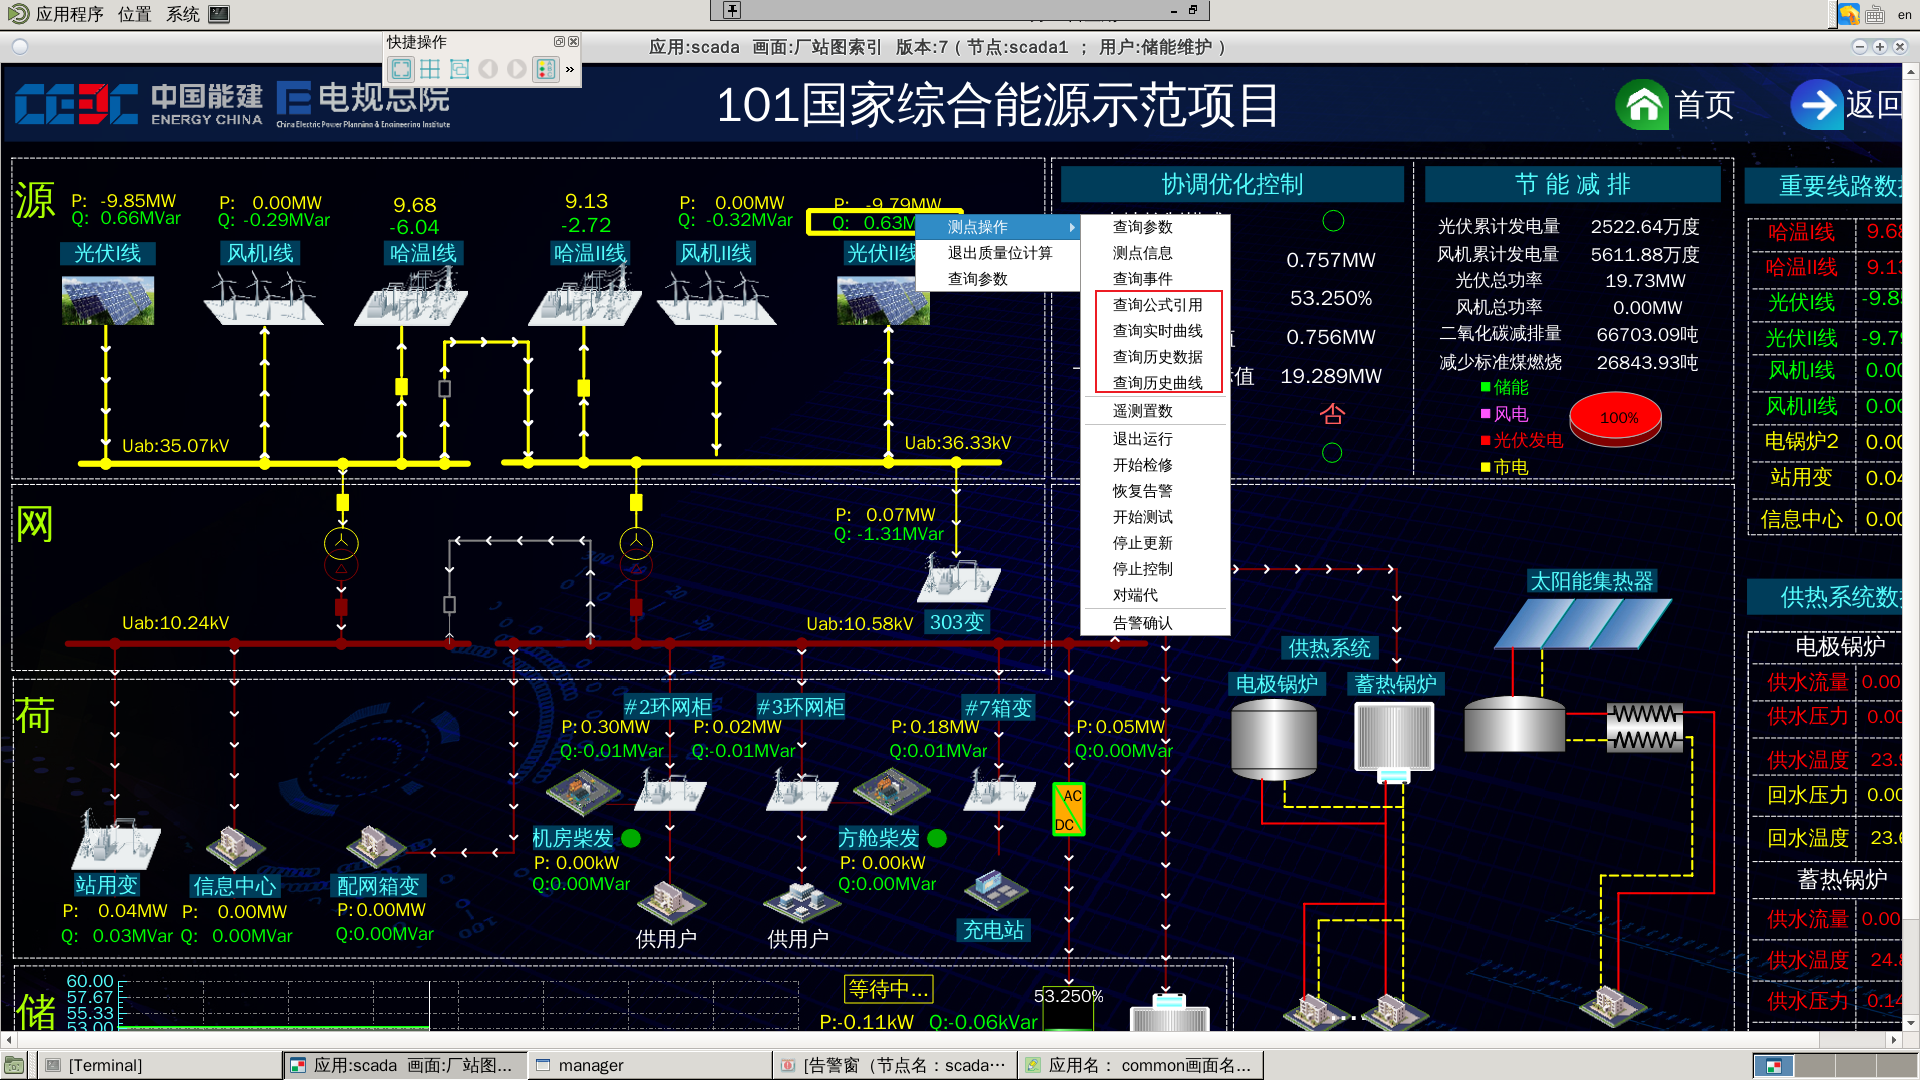 应用程序 位置 系统
en
快捷操作
应用:scada 画面:厂站图索引 版本:7 ( 节点:scada1 ; 用户:储能维护 )
»
CEEC 中国能建 ENERGY CHINA
电规总院
China Electric Power Planning & Engineering Institute
101国家综合能源示范项目
首页
返回
源
P: -9.85MW
Q: 0.66MVar
光伏I线
P: 0.00MW
Q: -0.29MVar
风机I线
9.68
-6.04
哈温I线
9.13
-2.72
哈温II线
P: 0.00MW
Q: -0.32MVar
风机II线
P: -9.79MW
Q: 0.63M
光伏II线
Uab:35.07kV
Uab:36.33kV
测点操作
退出质量位计算
查询参数
查询参数
测点信息
查询事件
查询公式引用
查询实时曲线
查询历史数据
查询历史曲线
遥测置数
退出运行
开始检修
恢复告警
开始测试
停止更新
停止控制
对端代
告警确认
协调优化控制
0.757MW
53.250%
0.756MW
值 19.289MW
合
节 能 减 排
光伏累计发电量 2522.64万度
风机累计发电量 5611.88万度
光伏总功率 19.73MW
风机总功率 0.00MW
二氧化碳减排量 66703.09吨
减少标准煤燃烧 26843.93吨
储能
风电
光伏发电
市电
100%
重要线路数
哈温I线 9.68
哈温II线 9.13
光伏I线 -9.8
光伏II线 -9.7
风机I线 0.00
风机II线 0.00
电锅炉2 0.00
站用变 0.04
信息中心 0.00
网
P: 0.07MW
Q: -1.31MVar
303变
Uab:10.24kV
Uab:10.58kV
荷
#2环网柜
P:0.30MW
Q:-0.01MVar
#3环网柜
P:0.02MW
Q:-0.01MVar
#7箱变
P:0.18MW
Q:0.01MVar
P:0.05MW
Q:0.00MVar
AC
DC
机房柴发
P: 0.00kW
Q:0.00MVar
方舱柴发
P: 0.00kW
Q:0.00MVar
供用户
供用户
充电站
站用变
P: 0.04MW
Q: 0.03MVar
信息中心
P: 0.00MW
Q: 0.00MVar
配网箱变
P:0.00MW
Q:0.00MVar
太阳能集热器
供热系统
电极锅炉
蓄热锅炉
供热系统数
电极锅炉
供水流量 0.00
供水压力 0.00
供水温度 23.9
回水压力 0.00
回水温度 23.6
蓄热锅炉
供水流量 0.00
供水温度 24.8
供水压力 0.14
储
60.00
57.67
55.33
53.00
等待中...
P:-0.11kW Q:-0.06kVar
53.250%
[Terminal]
应用:scada 画面:厂站图...
manager
[告警窗（节点名：scada…
应用名： common画面名...